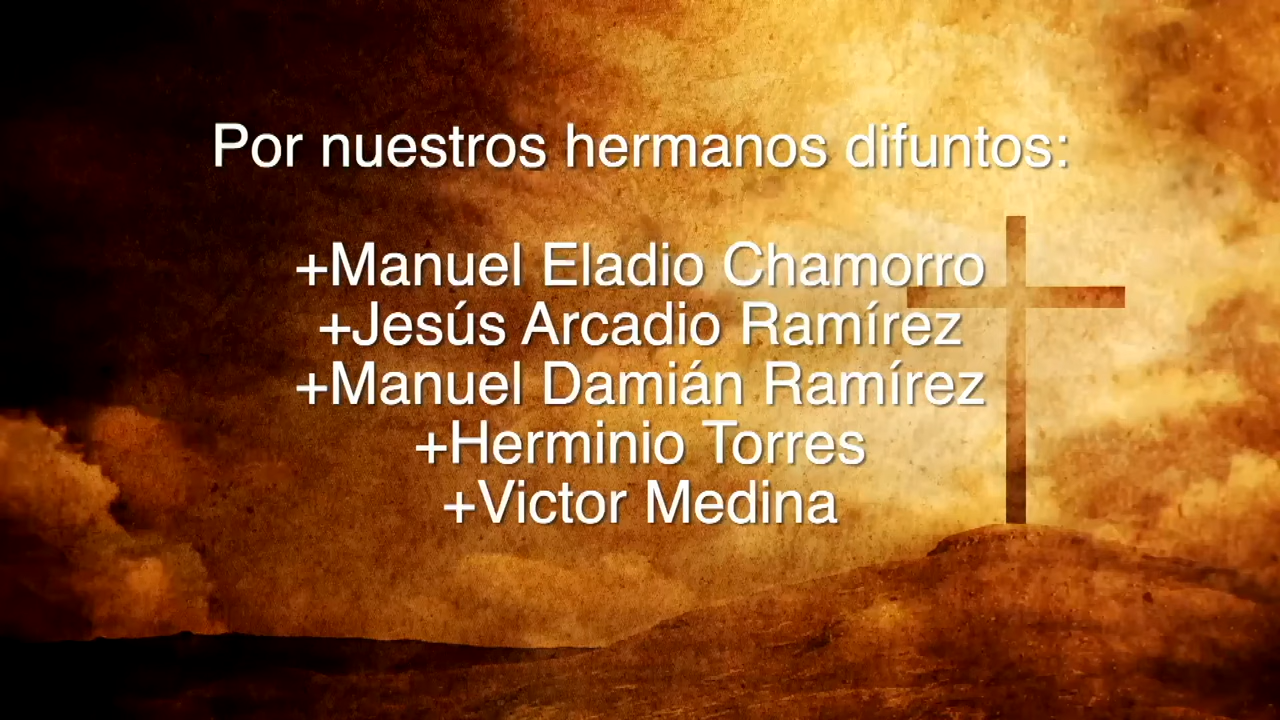 Por nuestros hermanos difuntos:
+Manuel Eladio Chamorro
+Jesús Arcadio Ramírez
+Manuel Damián Ramírez
+Herminio Torres
+Victor Medina